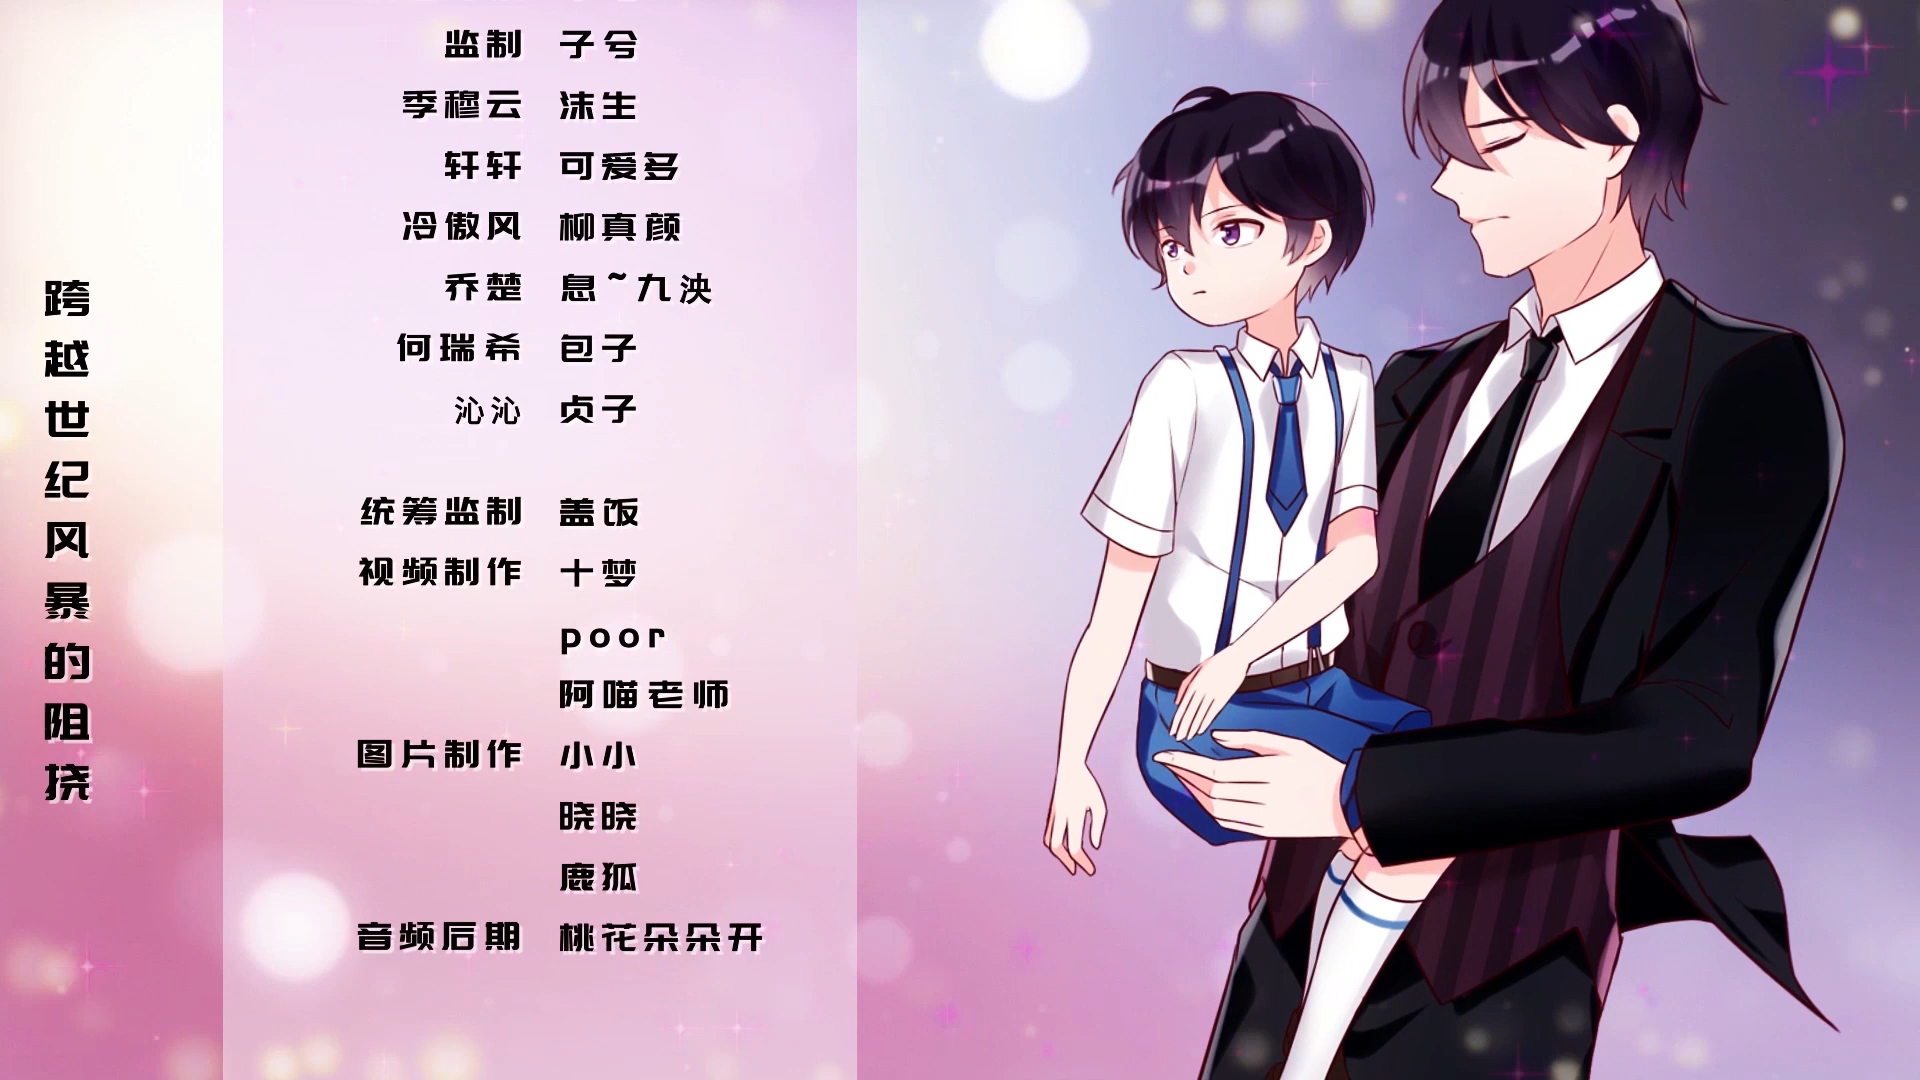 跨越世纪风暴的阻挠
监制 子兮
季穆云 沫生
轩轩 可爱多
冷傲风 柳真颜
乔楚 息~九泱
何瑞希 包子
沁沁 贞子
统筹监制 盖饭
视频制作 十梦
poor
阿喵老师
图片制作 小小
晓晓
鹿狐
音频后期 桃花朵朵开